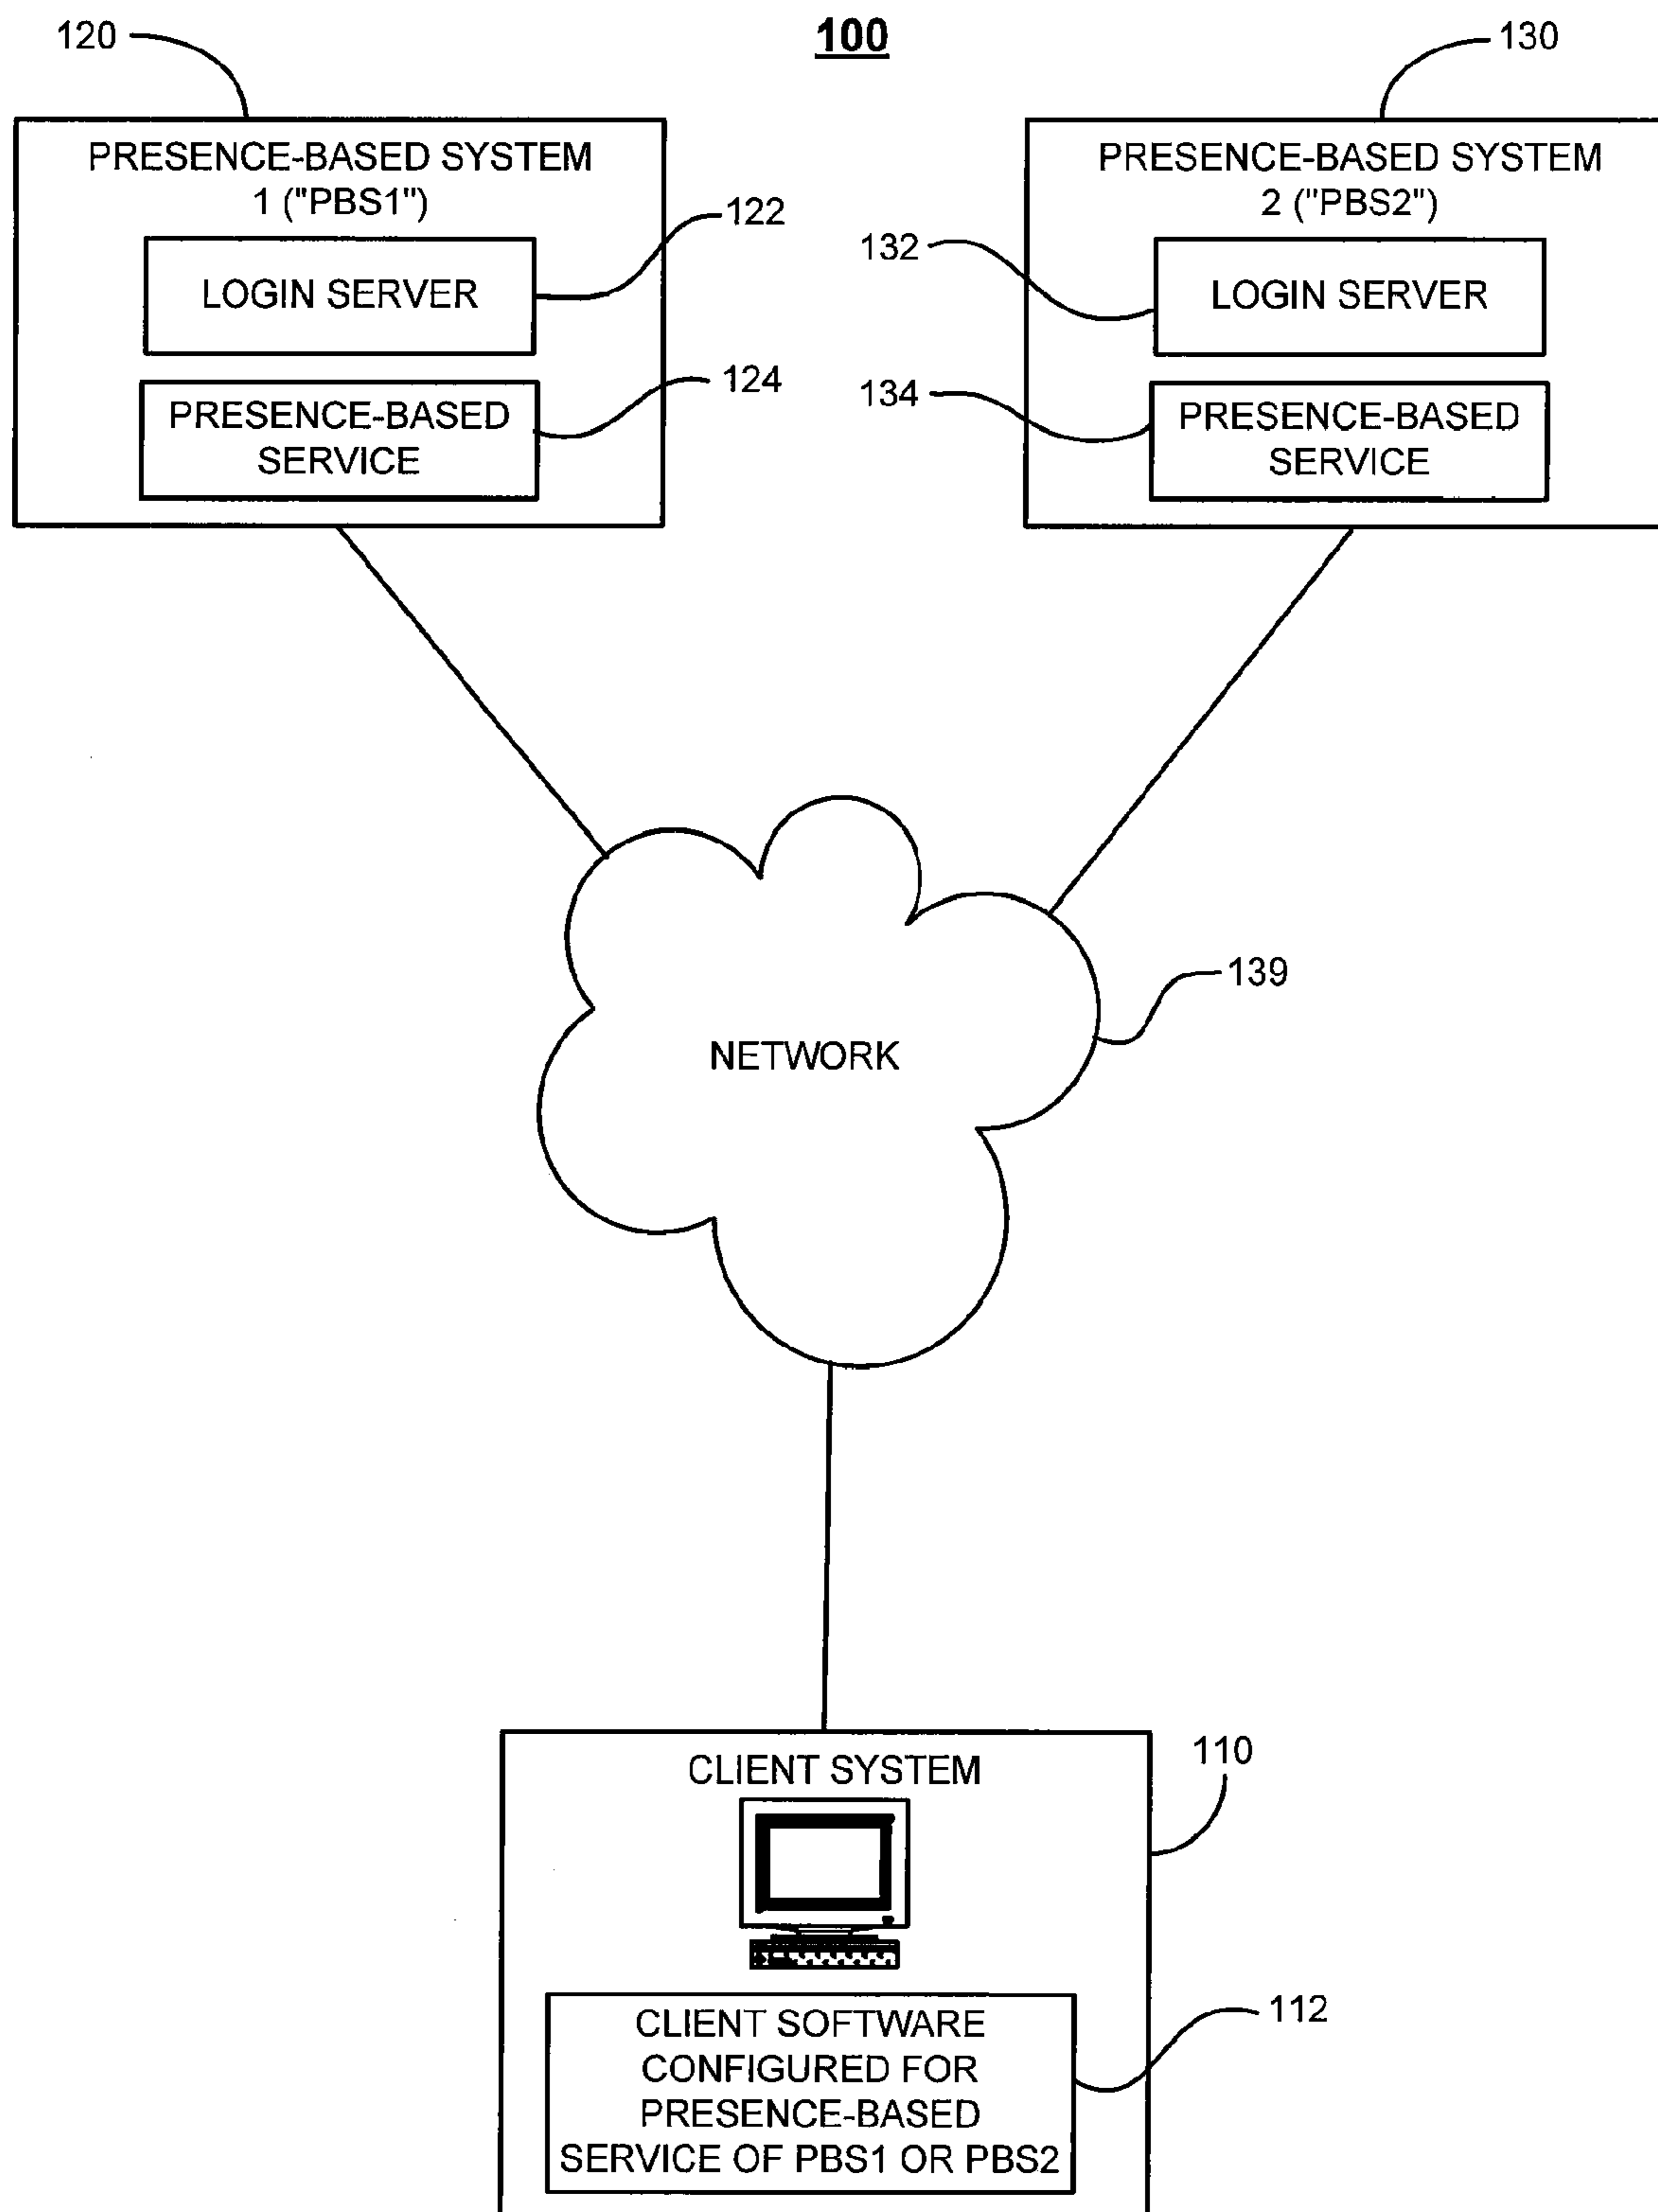 100
120
130
PRESENCE-BASED SYSTEM
1 ("PBS1")
122
LOGIN SERVER
124
PRESENCE-BASED
SERVICE
PRESENCE-BASED SYSTEM
2 ("PBS2")
132
LOGIN SERVER
134
PRESENCE-BASED
SERVICE
139
NETWORK
110
CLIENT SYSTEM
112
CLIENT SOFTWARE
CONFIGURED FOR
PRESENCE-BASED
SERVICE OF PBS1 OR PBS2